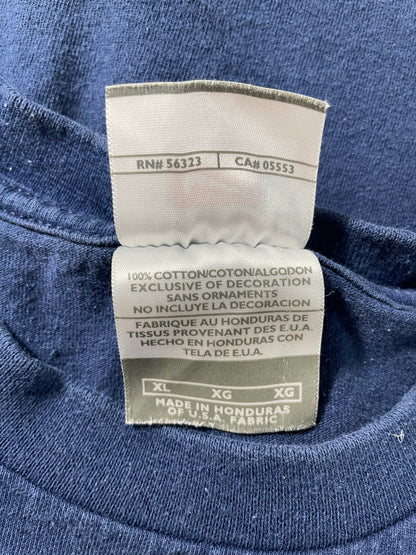 RN# 56323 CA# 05553
100% COTTON/COTON/ALGODON
EXCLUSIVE OF DECORATION
SANS ORNAMENTS
NO INCLUYE LA DECORACION
FABRIQUE AU HONDURAS DE
TISSUS PROVENANT DES E.U.A.
HECHO EN HONDURAS CON
TELA DE E.U.A.
XL XG XG
MADE IN HONDURAS
OF U.S.A. FABRIC